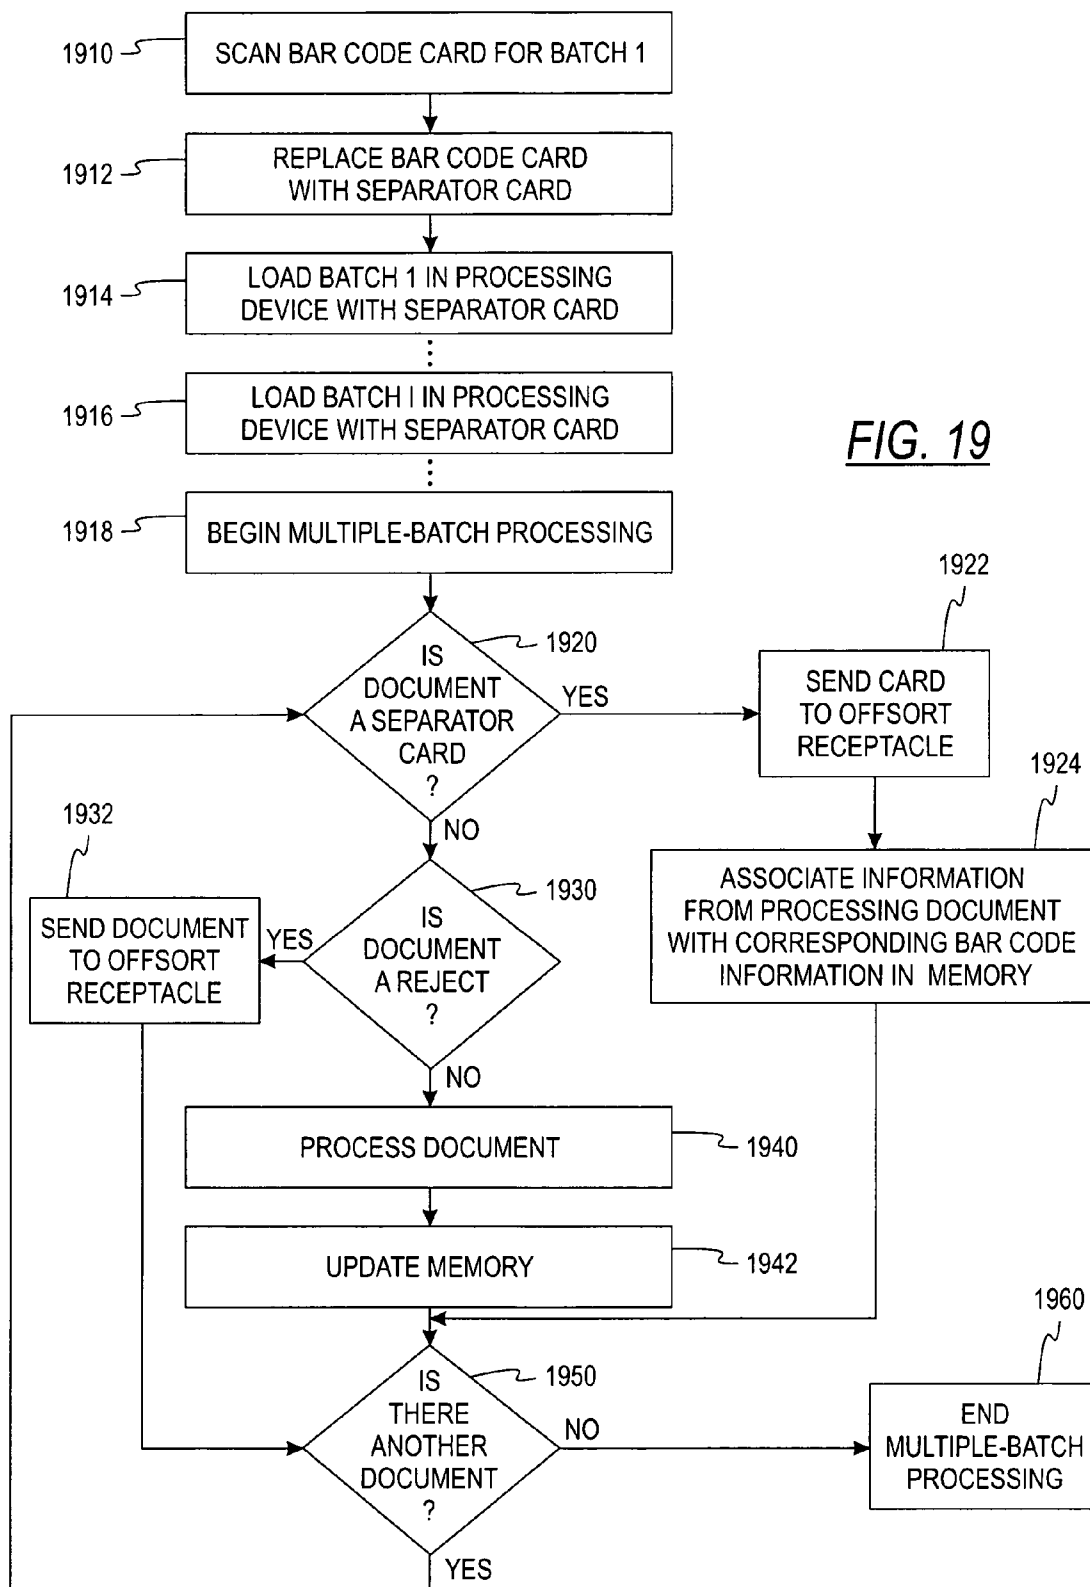 1910
SCAN BAR CODE CARD FOR BATCH 1
1912
REPLACE BAR CODE CARD
WITH SEPARATOR CARD
1914
LOAD BATCH 1 IN PROCESSING
DEVICE WITH SEPARATOR CARD
1916
LOAD BATCH I IN PROCESSING
DEVICE WITH SEPARATOR CARD
FIG. 19
1918
BEGIN MULTIPLE-BATCH PROCESSING
1920
IS
DOCUMENT
A SEPARATOR
CARD
?
YES
1922
SEND CARD
TO OFFSORT
RECEPTACLE
1924
ASSOCIATE INFORMATION
FROM PROCESSING DOCUMENT
WITH CORRESPONDING BAR CODE
INFORMATION IN MEMORY
NO
1930
IS
DOCUMENT
A REJECT
?
YES
1932
SEND DOCUMENT
TO OFFSORT
RECEPTACLE
NO
PROCESS DOCUMENT
1940
UPDATE MEMORY
1942
1950
IS
THERE
ANOTHER
DOCUMENT
?
NO
1960
END
MULTIPLE-BATCH
PROCESSING
YES